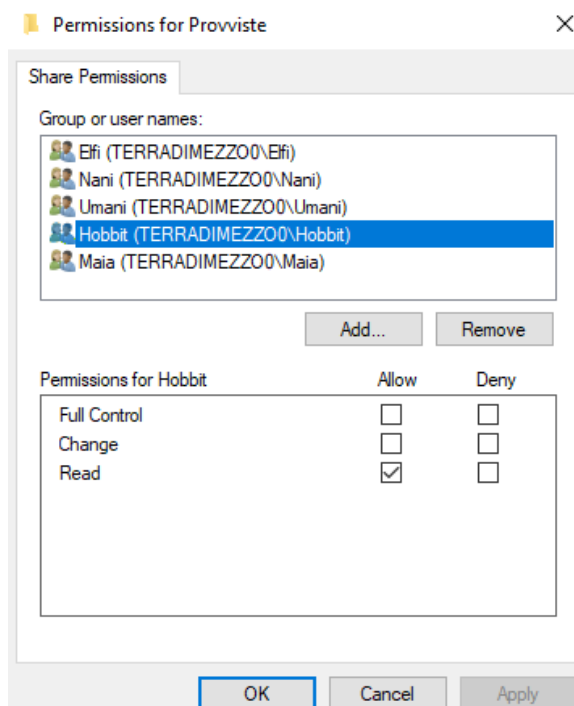 Permissions for Provviste
Share Permissions
Group or user names:
Elfi (TERRADIMEZZO0\Elfi)
Nani (TERRADIMEZZO0\Nani)
Umani (TERRADIMEZZO0\Umani)
Hobbit (TERRADIMEZZO0\Hobbit)
Maia (TERRADIMEZZO0\Maia)
Add... Remove
Permissions for Hobbit Allow Deny
Full Control
Change
Read
OK Cancel Apply